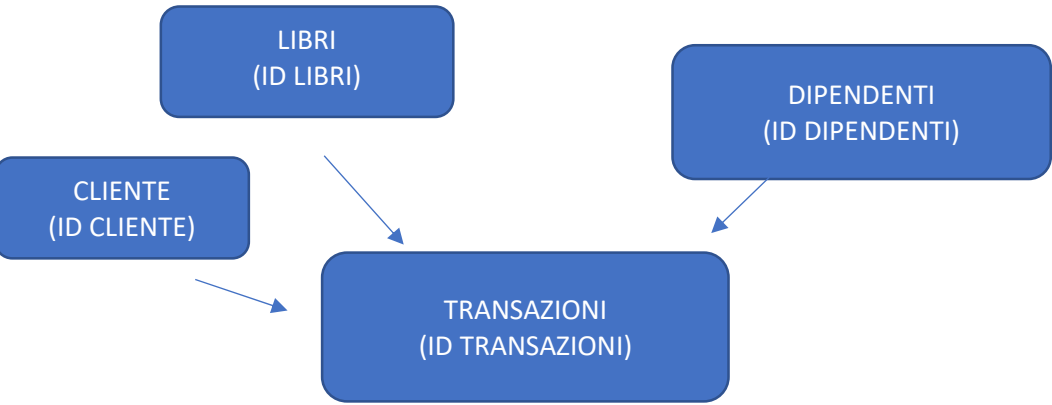 LIBRI
(ID LIBRI)
DIPENDENTI
(ID DIPENDENTI)
CLIENTE
(ID CLIENTE)
TRANSAZIONI
(ID TRANSAZIONI)